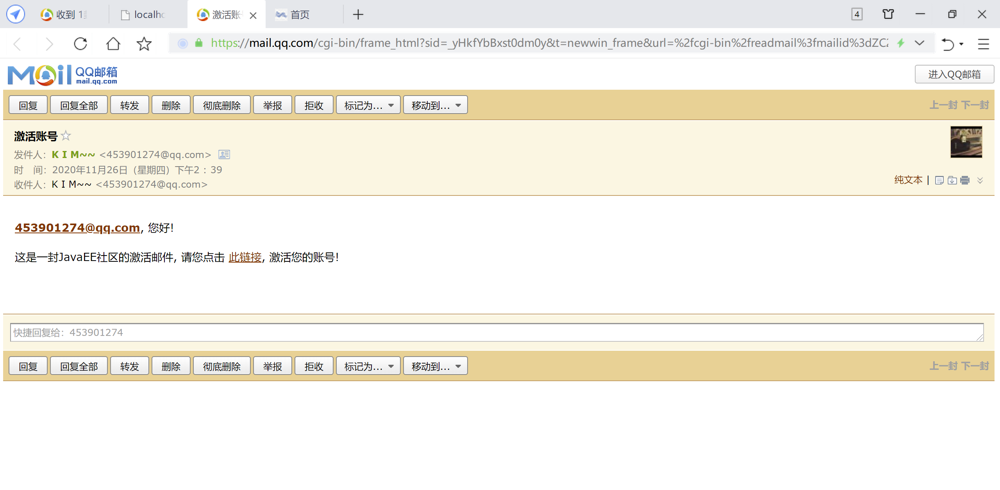 收到 1
localho
激活账
首页
4
https://mail.qq.com/cgi-bin/frame_html?sid=_yHkfYbBxst0dm0y&t=newwin_frame&url=%2fcgi-bin%2freadmail%3fmailid%3dZC2
Mail QQ邮箱
mail.qq.com
进入QQ邮箱
回复 回复全部 转发 删除 彻底删除 举报 拒收 标记为... 移动到... 上一封 下一封
激活账号
发件人：K I M~~ <453901274@qq.com>
时　间：2020年11月26日（星期四）下午2：39
收件人：K I M~~ <453901274@qq.com>
纯文本 |
453901274@qq.com, 您好!
这是一封JavaEE社区的激活邮件, 请您点击 此链接, 激活您的账号!
快捷回复给：453901274
回复 回复全部 转发 删除 彻底删除 举报 拒收 标记为... 移动到... 上一封 下一封